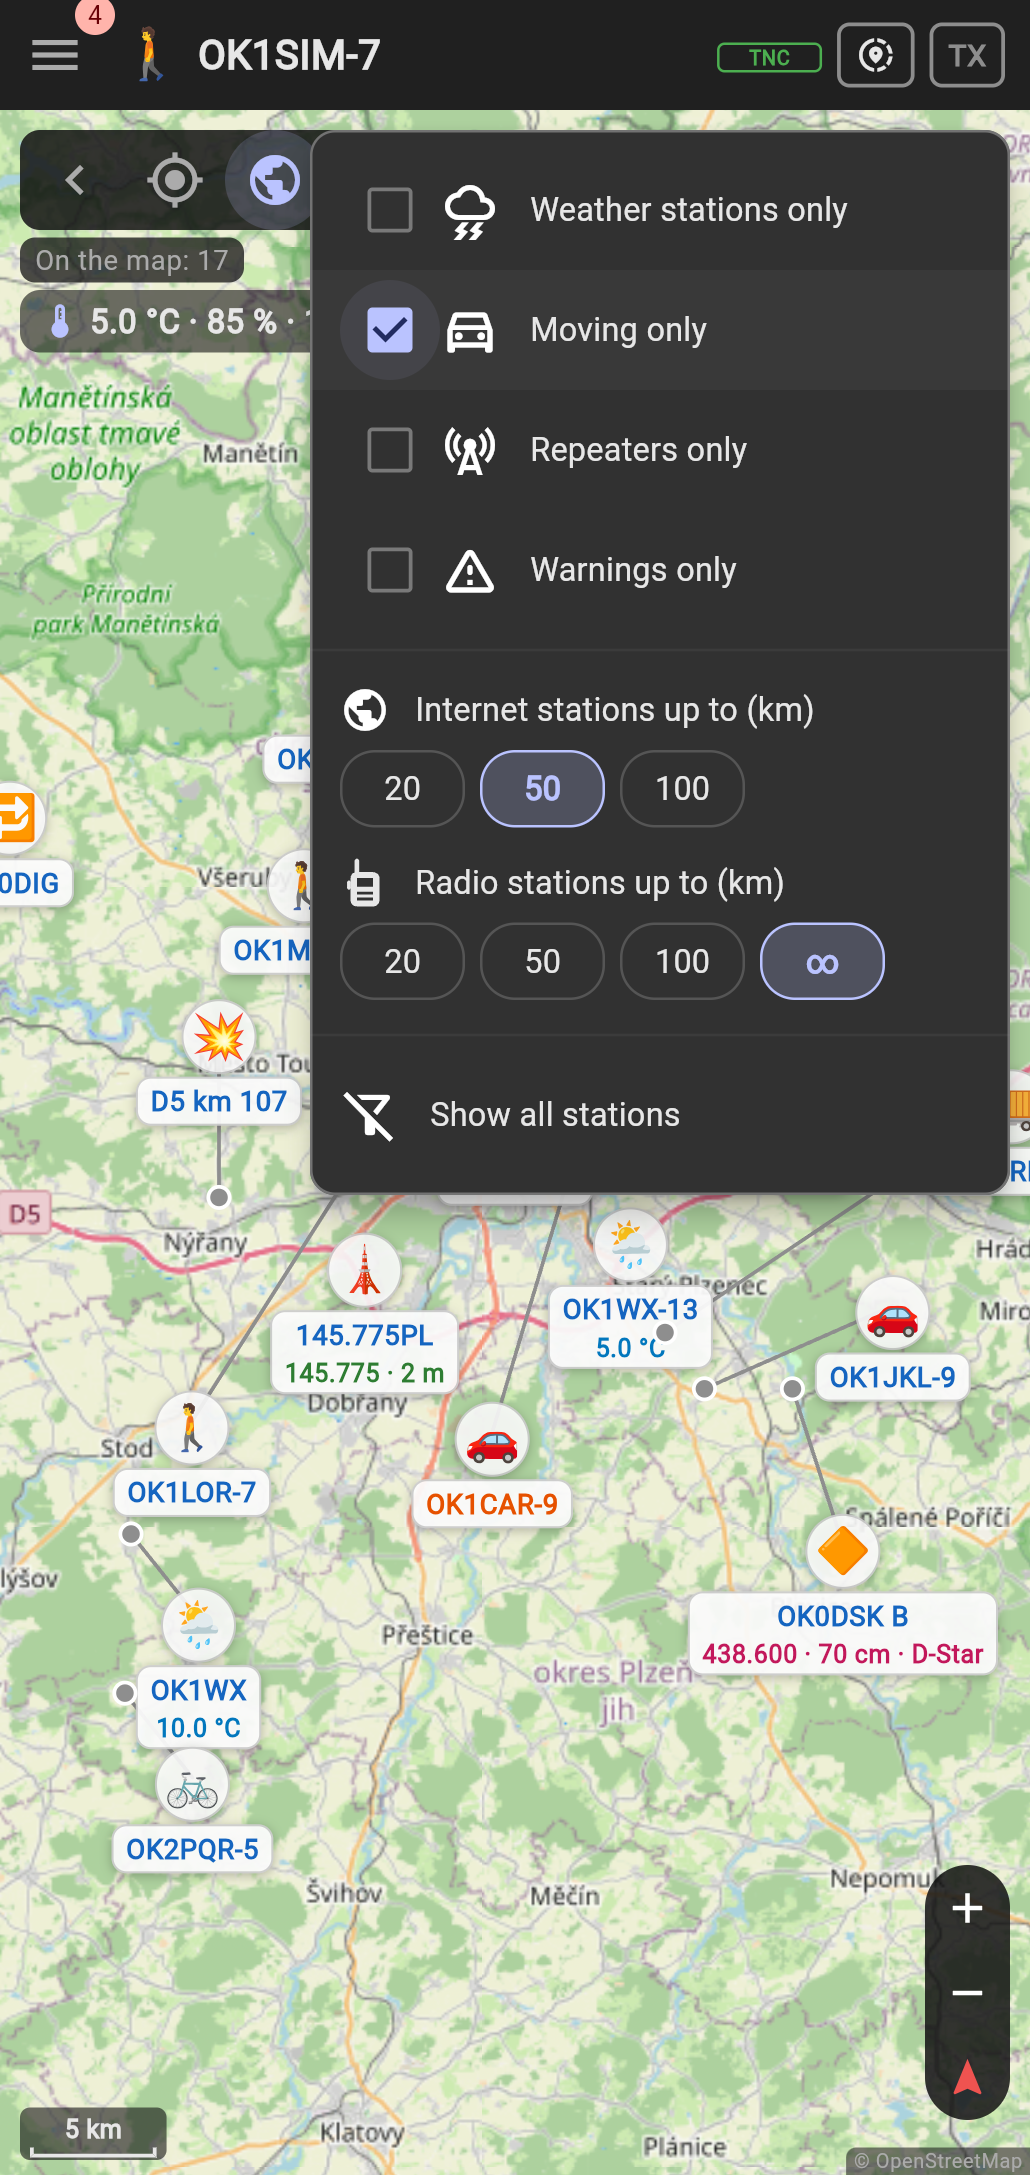 4
OK1SIM-7
TNC
TX
On the map: 17
5.0 °C · 85 % ·
Weather stations only
Moving only
Repeaters only
Warnings only
Internet stations up to (km)
20
50
100
Radio stations up to (km)
20
50
100
∞
Show all stations
Manětínská
oblast tmavé
oblohy
Manětín
Přírodní
park Manětínská
OK
0DIG
Všeruby
OK1M
D5 km 107
D5
Nýřany
Starý Plzenec
Hrád
Miro
145.775PL
145.775 · 2 m
OK1WX-13
5.0 °C
OK1JKL-9
Dobřany
Stod
OK1LOR-7
OK1CAR-9
Spálené Poříčí
lýšov
OK0DSK B
438.600 · 70 cm · D-Star
Přeštice
okres Plzeň
jih
OK1WX
10.0 °C
OK2PQR-5
Švihov
Měčín
Nepomuk
5 km
Klatovy
Plánice
© OpenStreetMap